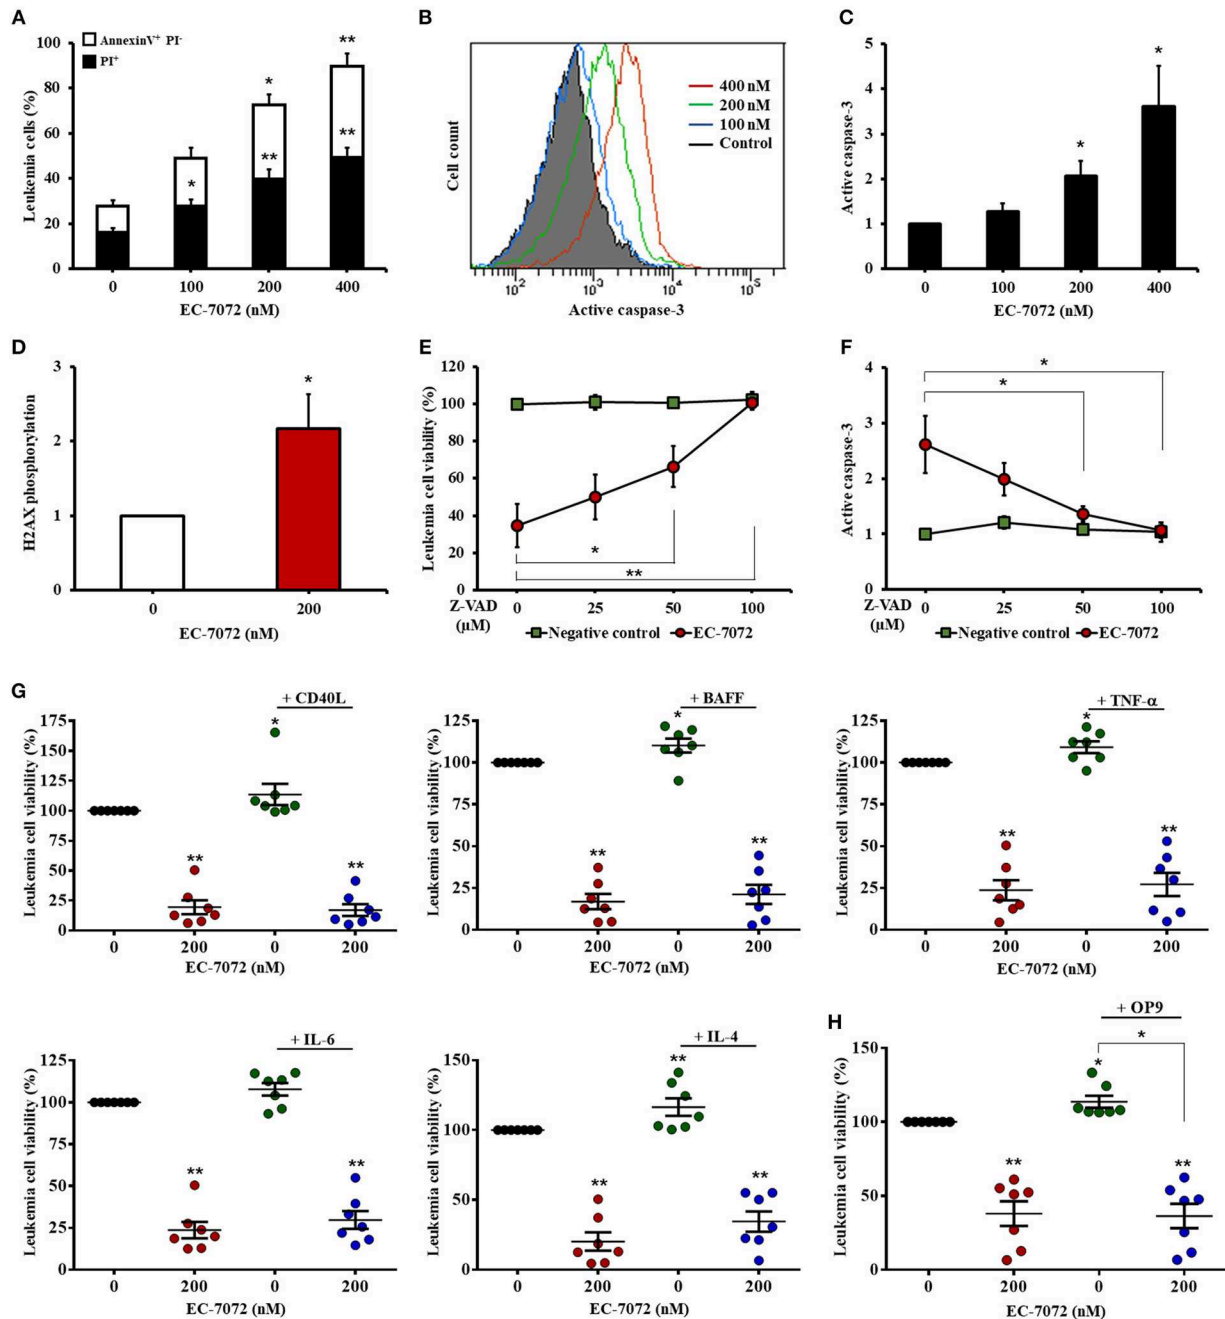 A
AnnexinV+ PI-
PI+
Leukemia cells (%)
100
80
60
40
20
0
**
*
**
**
*
0 100 200 400
EC-7072 (nM)
B
Cell count
400 nM
200 nM
100 nM
Control
10² 10³ 10⁴ 10⁵
Active caspase-3
C
Active caspase-3
5
4
3
2
1
0
*
*
0 100 200 400
EC-7072 (nM)
D
H2AX phosphorylation
3
2
1
0
*
0 200
EC-7072 (nM)
E
Leukemia cell viability (%)
120
100
80
60
40
20
0
*
**
Z-VAD (µM)
0 25 50 100
Negative control EC-7072
F
Active caspase-3
4
3
2
1
0
*
*
Z-VAD (µM)
0 25 50 100
Negative control EC-7072
G
+ CD40L
Leukemia cell viability (%)
175
150
125
100
75
50
25
0
*
**
**
0 200 0 200
EC-7072 (nM)
+ BAFF
Leukemia cell viability (%)
125
100
75
50
25
0
*
**
**
0 200 0 200
EC-7072 (nM)
+ TNF-α
Leukemia cell viability (%)
125
100
75
50
25
0
*
**
**
0 200 0 200
EC-7072 (nM)
+ IL-6
Leukemia cell viability (%)
125
100
75
50
25
0
**
**
0 200 0 200
EC-7072 (nM)
+ IL-4
Leukemia cell viability (%)
150
100
50
0
**
**
**
0 200 0 200
EC-7072 (nM)
H
+ OP9
Leukemia cell viability (%)
150
100
50
0
*
*
**
**
0 200 0 200
EC-7072 (nM)